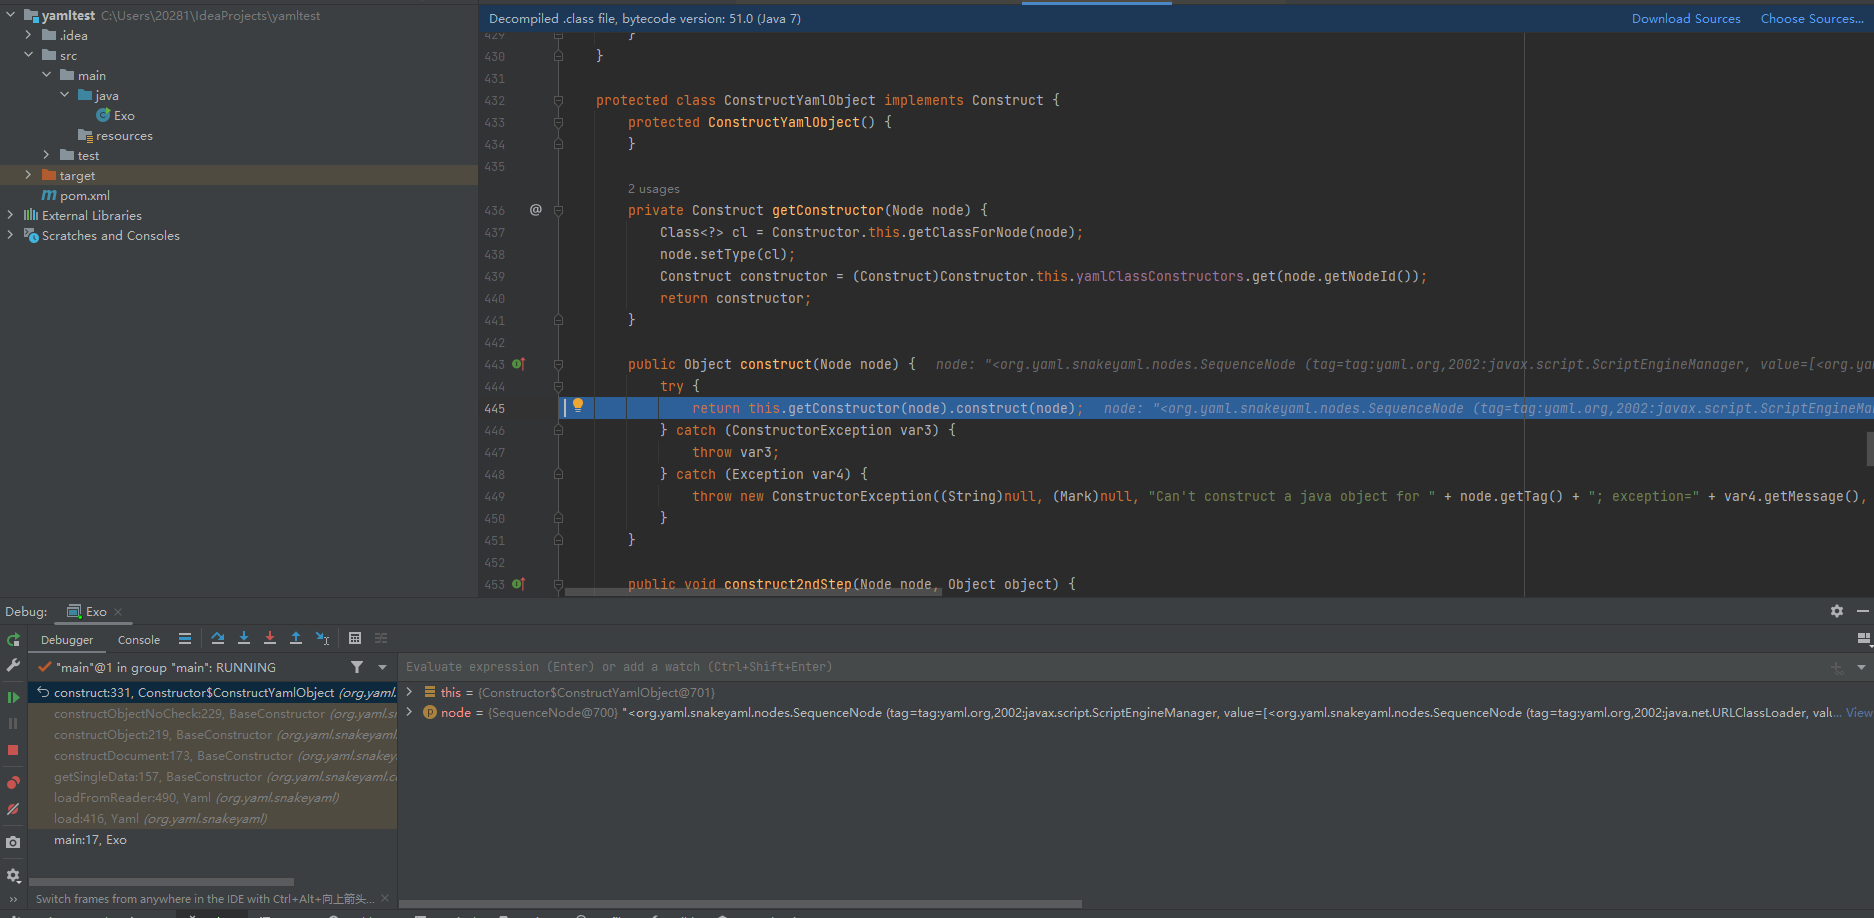 yamltest C:\Users\20281\IdeaProjects\yamltest
.idea
src
main
java
Exo
resources
test
target
pom.xml
External Libraries
Scratches and Consoles
Decompiled .class file, bytecode version: 51.0 (Java 7)
Download Sources Choose Sources...
429 }
430 }
431
432 protected class ConstructYamlObject implements Construct {
433 protected ConstructYamlObject() {
434 }
435
2 usages
436 @ private Construct getConstructor(Node node) {
437 Class<?> cl = Constructor.this.getClassForNode(node);
438 node.setType(cl);
439 Construct constructor = (Construct)Constructor.this.yamlClassConstructors.get(node.getNodeId());
440 return constructor;
441 }
442
443 public Object construct(Node node) { node: "<org.yaml.snakeyaml.nodes.SequenceNode (tag=tag:yaml.org,2002:javax.script.ScriptEngineManager, value=[<org.ya
444 try {
445 return this.getConstructor(node).construct(node); node: "<org.yaml.snakeyaml.nodes.SequenceNode (tag=tag:yaml.org,2002:javax.script.ScriptEngineMa
446 } catch (ConstructorException var3) {
447 throw var3;
448 } catch (Exception var4) {
449 throw new ConstructorException((String)null, (Mark)null, "Can't construct a java object for " + node.getTag() + "; exception=" + var4.getMessage(),
450 }
451 }
452
453 public void construct2ndStep(Node node, Object object) {
Debug: Exo
Debugger Console
"main"@1 in group "main": RUNNING
Evaluate expression (Enter) or add a watch (Ctrl+Shift+Enter)
construct:331, Constructor$ConstructYamlObject (org.yaml.
constructObjectNoCheck:229, BaseConstructor (org.yaml.sn
constructObject:219, BaseConstructor (org.yaml.snakeyaml.
constructDocument:173, BaseConstructor (org.yaml.snakey
getSingleData:157, BaseConstructor (org.yaml.snakeyaml.c
loadFromReader:490, Yaml (org.yaml.snakeyaml)
load:416, Yaml (org.yaml.snakeyaml)
main:17, Exo
this = {Constructor$ConstructYamlObject@701}
node = {SequenceNode@700} "<org.yaml.snakeyaml.nodes.SequenceNode (tag=tag:yaml.org,2002:javax.script.ScriptEngineManager, value=[<org.yaml.snakeyaml.nodes.SequenceNode (tag=tag:yaml.org,2002:java.net.URLClassLoader, valu... View
Switch frames from anywhere in the IDE with Ctrl+Alt+向上箭头...